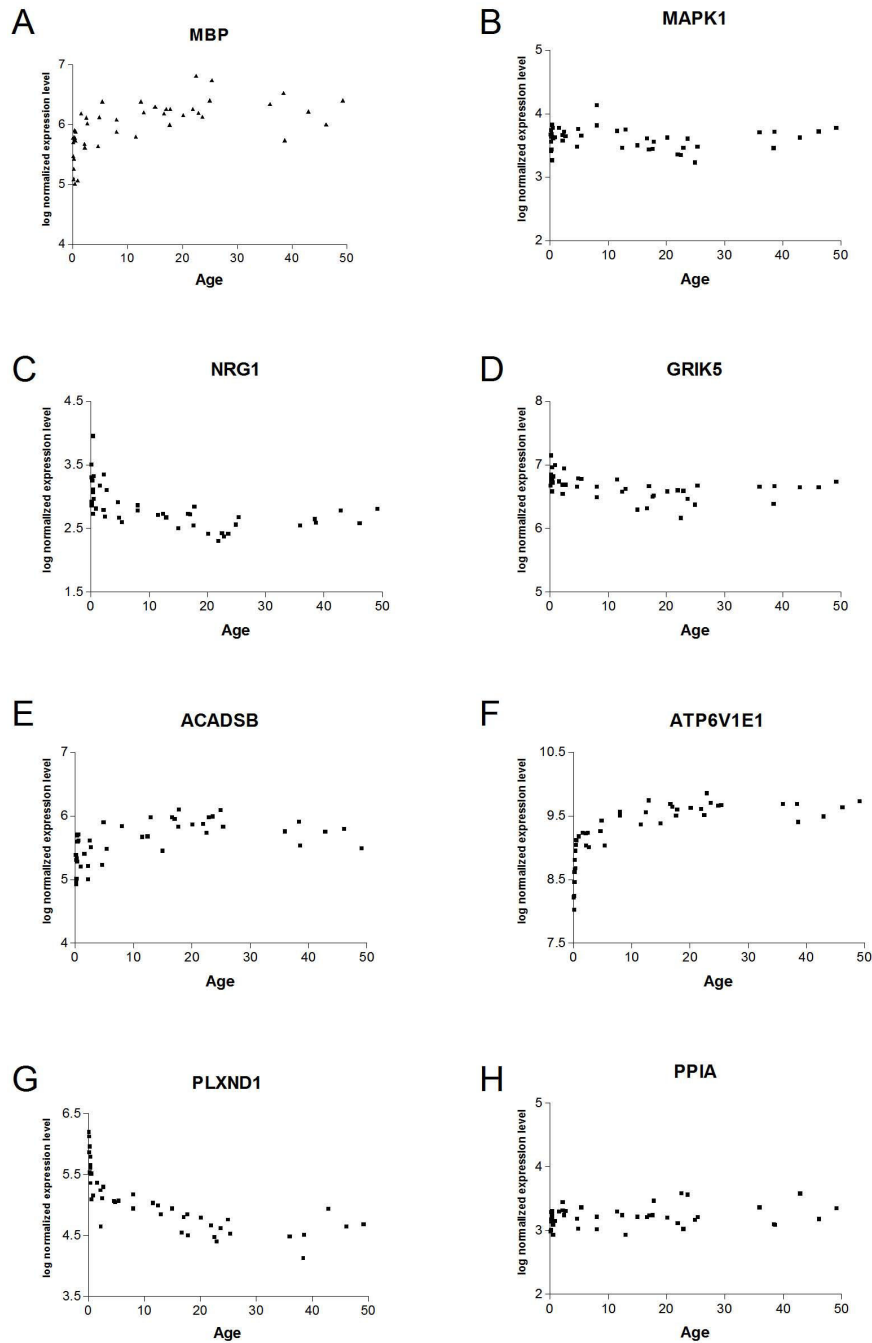 A
MBP
log normalized expression level
7
6
5
4
0 10 20 30 40 50
Age
B
MAPK1
log normalized expression level
5
4
3
2
0 10 20 30 40 50
Age
C
NRG1
log normalized expression level
4.5
3.5
2.5
1.5
0 10 20 30 40 50
Age
D
GRIK5
log normalized expression level
8
7
6
5
0 10 20 30 40 50
Age
E
ACADSB
log normalized expression level
7
6
5
4
0 10 20 30 40 50
Age
F
ATP6V1E1
log normalized expression level
10.5
9.5
8.5
7.5
0 10 20 30 40 50
Age
G
PLXND1
log normalized expression level
6.5
5.5
4.5
3.5
0 10 20 30 40 50
Age
H
PPIA
log normalized expression level
5
4
3
2
0 10 20 30 40 50
Age